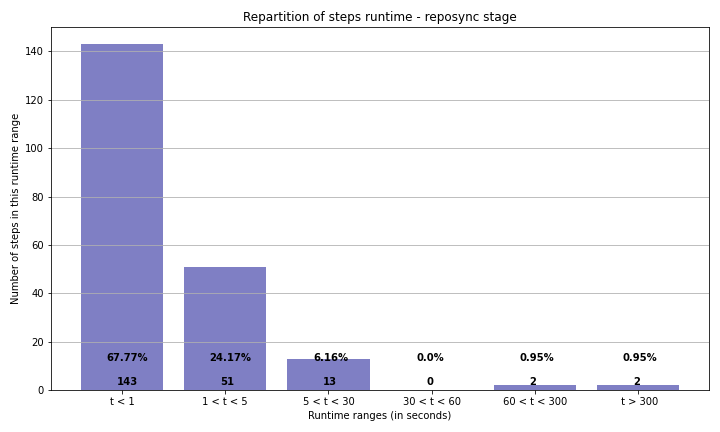 Repartition of steps runtime - reposync stage
Number of steps in this runtime range
140
120
100
80
60
40
20
0
67.77% 24.17% 6.16% 0.0% 0.95% 0.95%
143 51 13 0 2 2
t < 1 1 < t < 5 5 < t < 30 30 < t < 60 60 < t < 300 t > 300
Runtime ranges (in seconds)